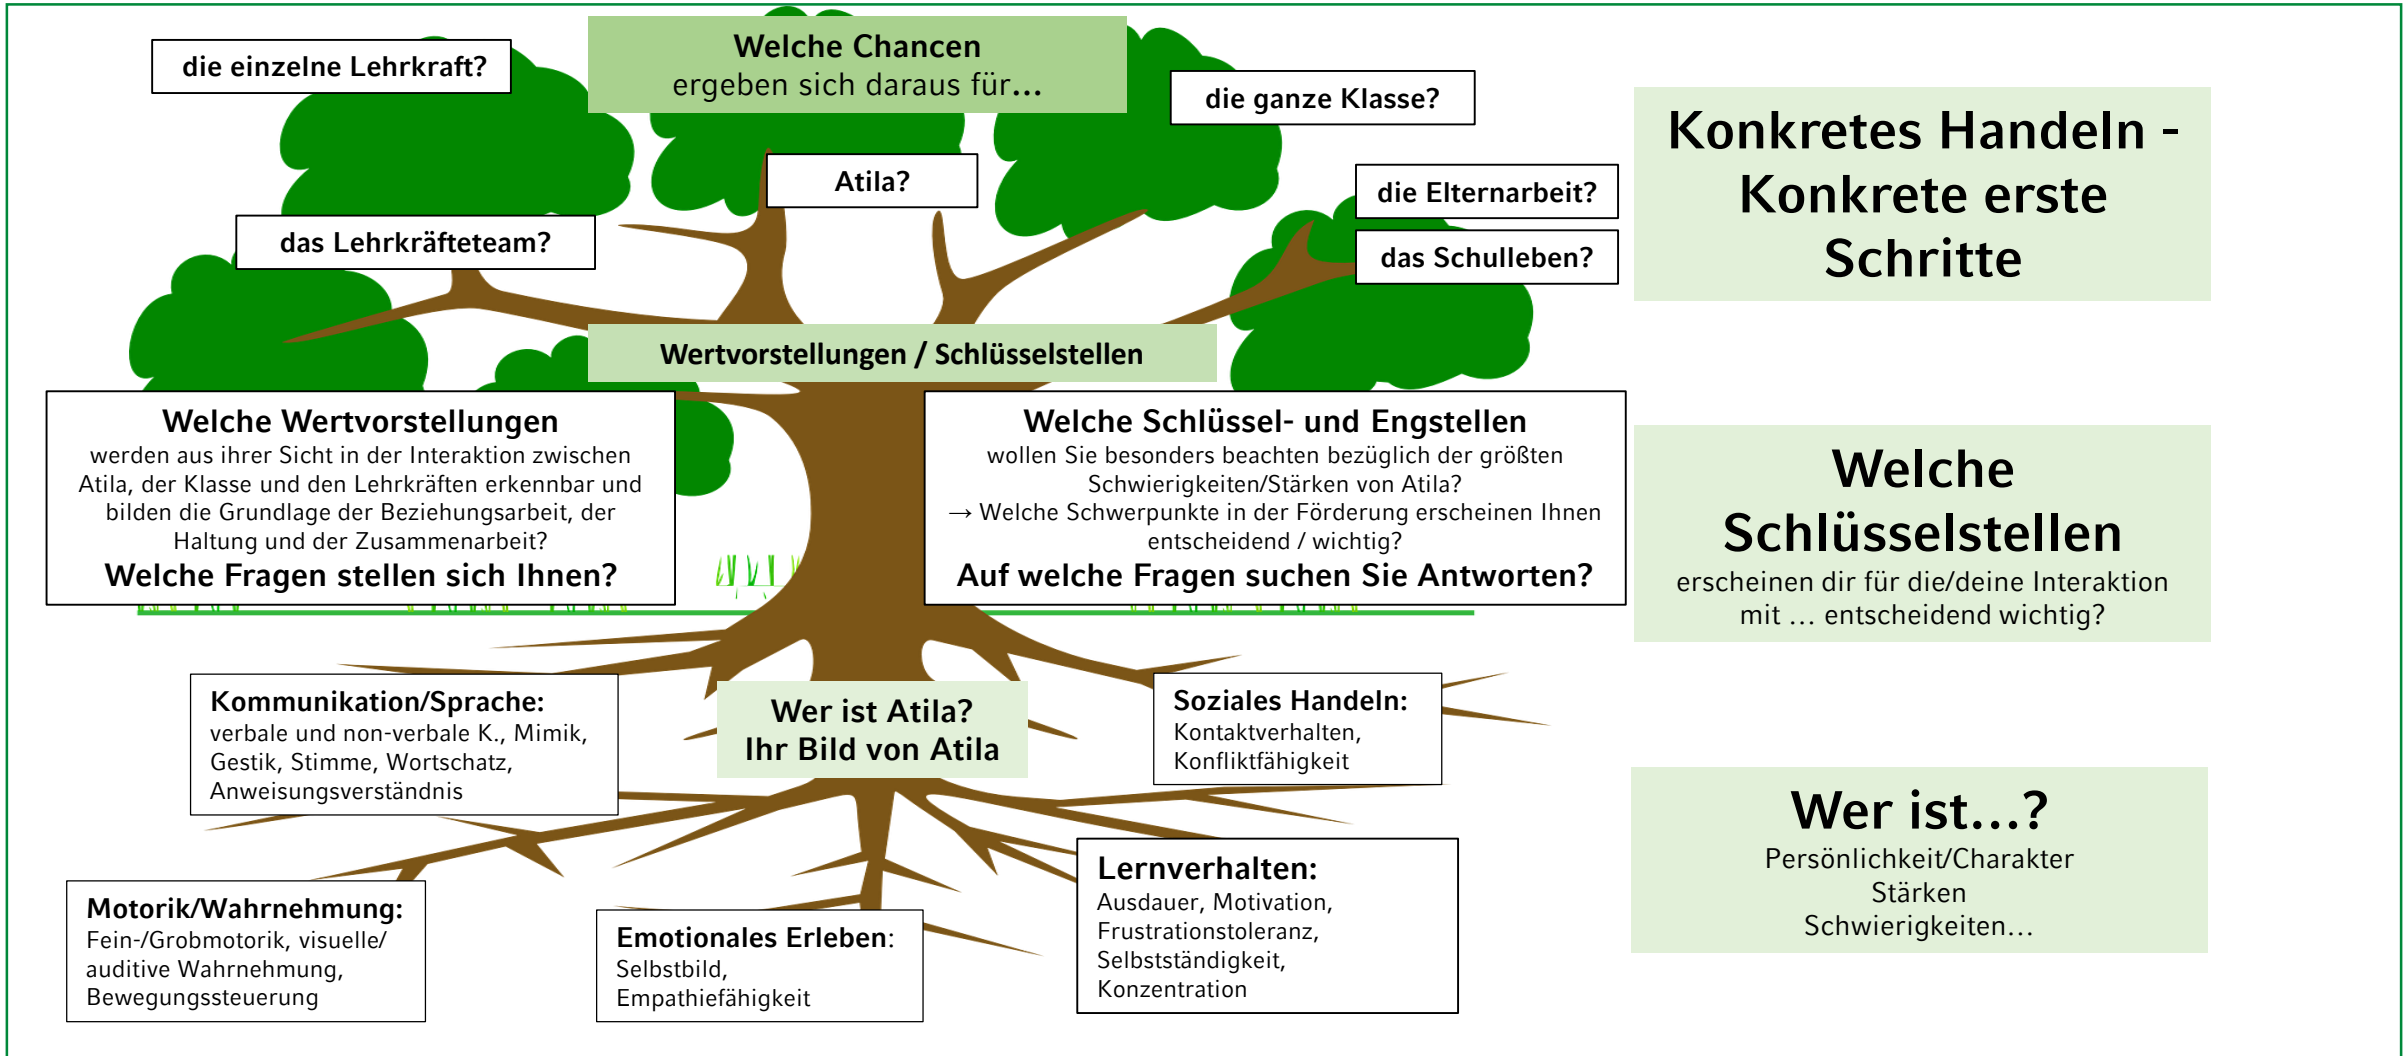 Welche Chancen
ergeben sich daraus für...
die einzelne Lehrkraft?
die ganze Klasse?
Atila?
die Elternarbeit?
das Lehrkräfteteam?
das Schulleben?
Konkretes Handeln -
Konkrete erste
Schritte
Wertvorstellungen / Schlüsselstellen
Welche Wertvorstellungen
werden aus ihrer Sicht in der Interaktion zwischen
Atila, der Klasse und den Lehrkräften erkennbar und
bilden die Grundlage der Beziehungsarbeit, der
Haltung und der Zusammenarbeit?
Welche Fragen stellen sich Ihnen?
Welche Schlüssel- und Engstellen
wollen Sie besonders beachten bezüglich der größten
Schwierigkeiten/Stärken von Atila?
→ Welche Schwerpunkte in der Förderung erscheinen Ihnen
entscheidend / wichtig?
Auf welche Fragen suchen Sie Antworten?
Welche
Schlüsselstellen
erscheinen dir für die/deine Interaktion
mit ... entscheidend wichtig?
Kommunikation/Sprache:
verbale und non-verbale K., Mimik,
Gestik, Stimme, Wortschatz,
Anweisungsverständnis
Wer ist Atila?
Ihr Bild von Atila
Soziales Handeln:
Kontaktverhalten,
Konfliktfähigkeit
Motorik/Wahrnehmung:
Fein-/Grobmotorik, visuelle/
auditive Wahrnehmung,
Bewegungssteuerung
Emotionales Erleben:
Selbstbild,
Empathiefähigkeit
Lernverhalten:
Ausdauer, Motivation,
Frustrationstoleranz,
Selbstständigkeit,
Konzentration
Wer ist...?
Persönlichkeit/Charakter
Stärken
Schwierigkeiten...